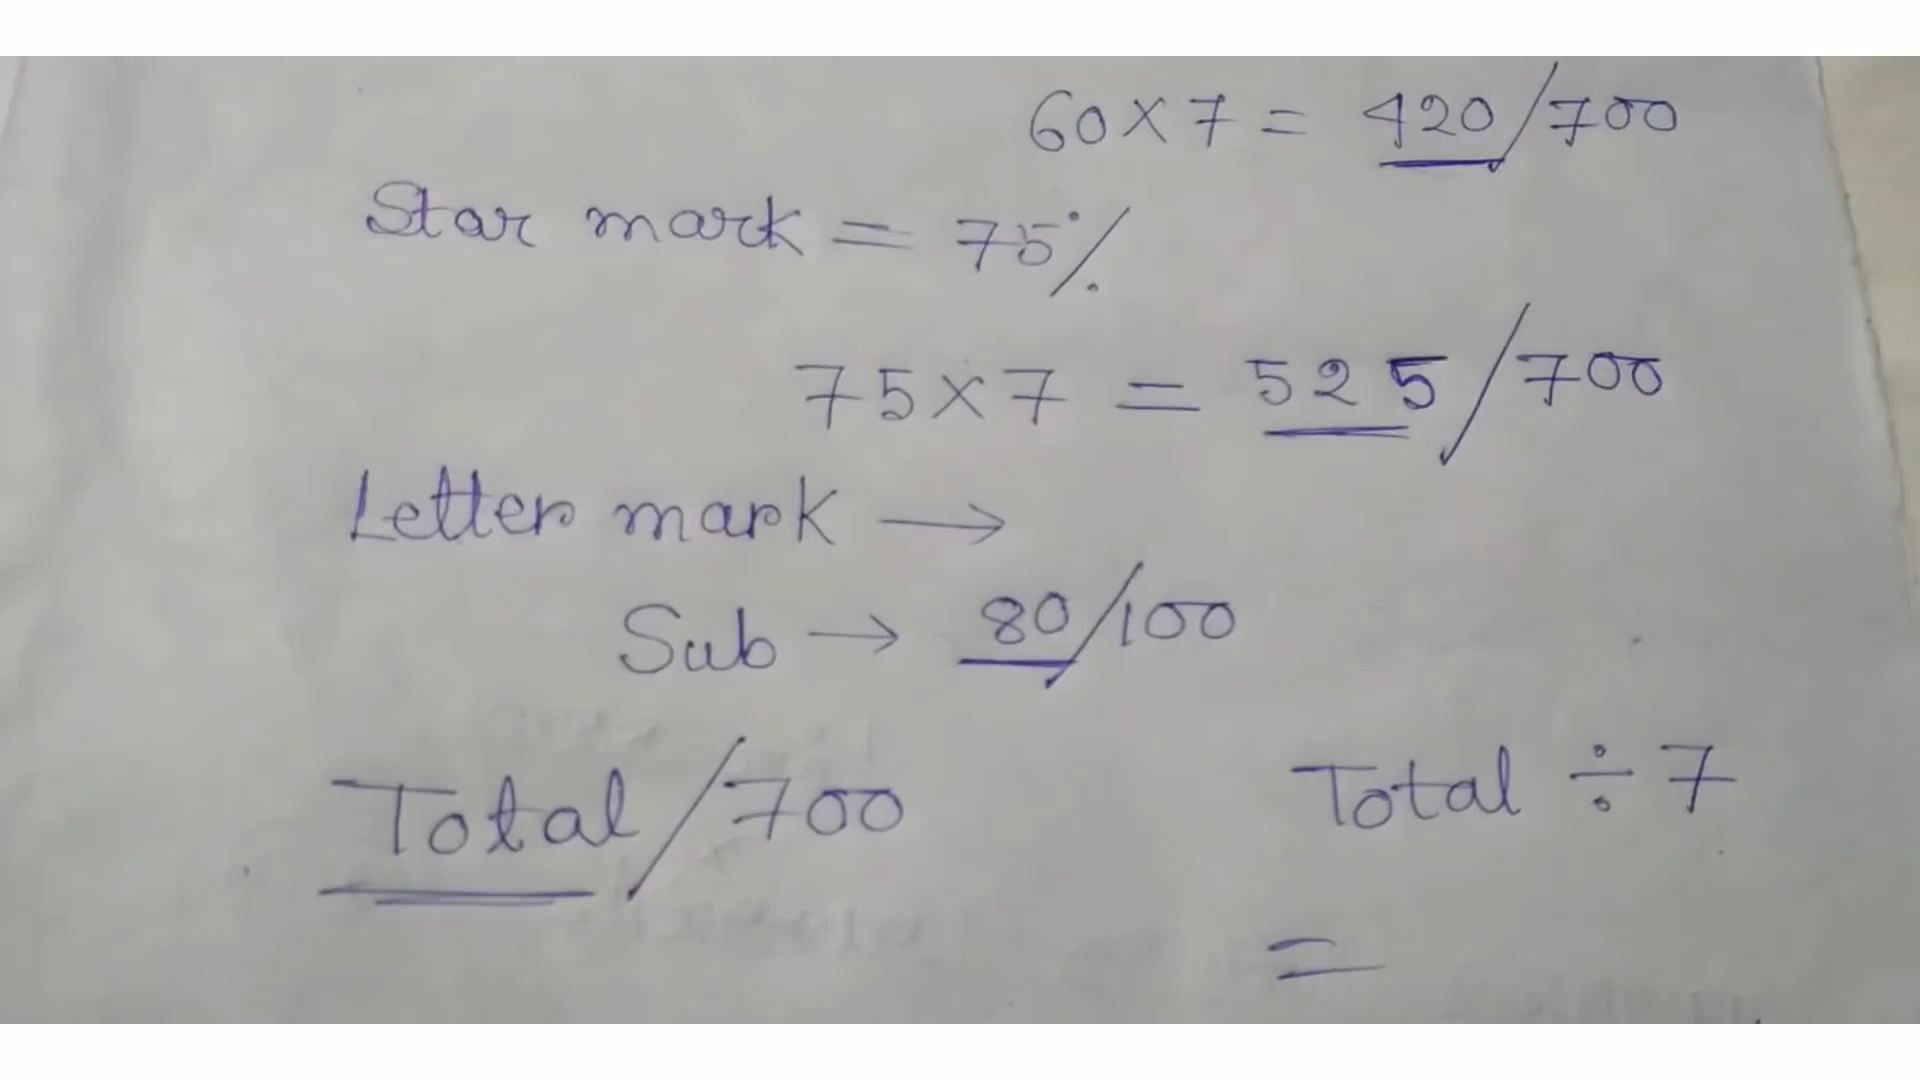 60 × 7 = 420/700
Star mark = 75%
75 × 7 = 525/700
Letter mark →
Sub → 80/100
Total/700
Total ÷ 7
=